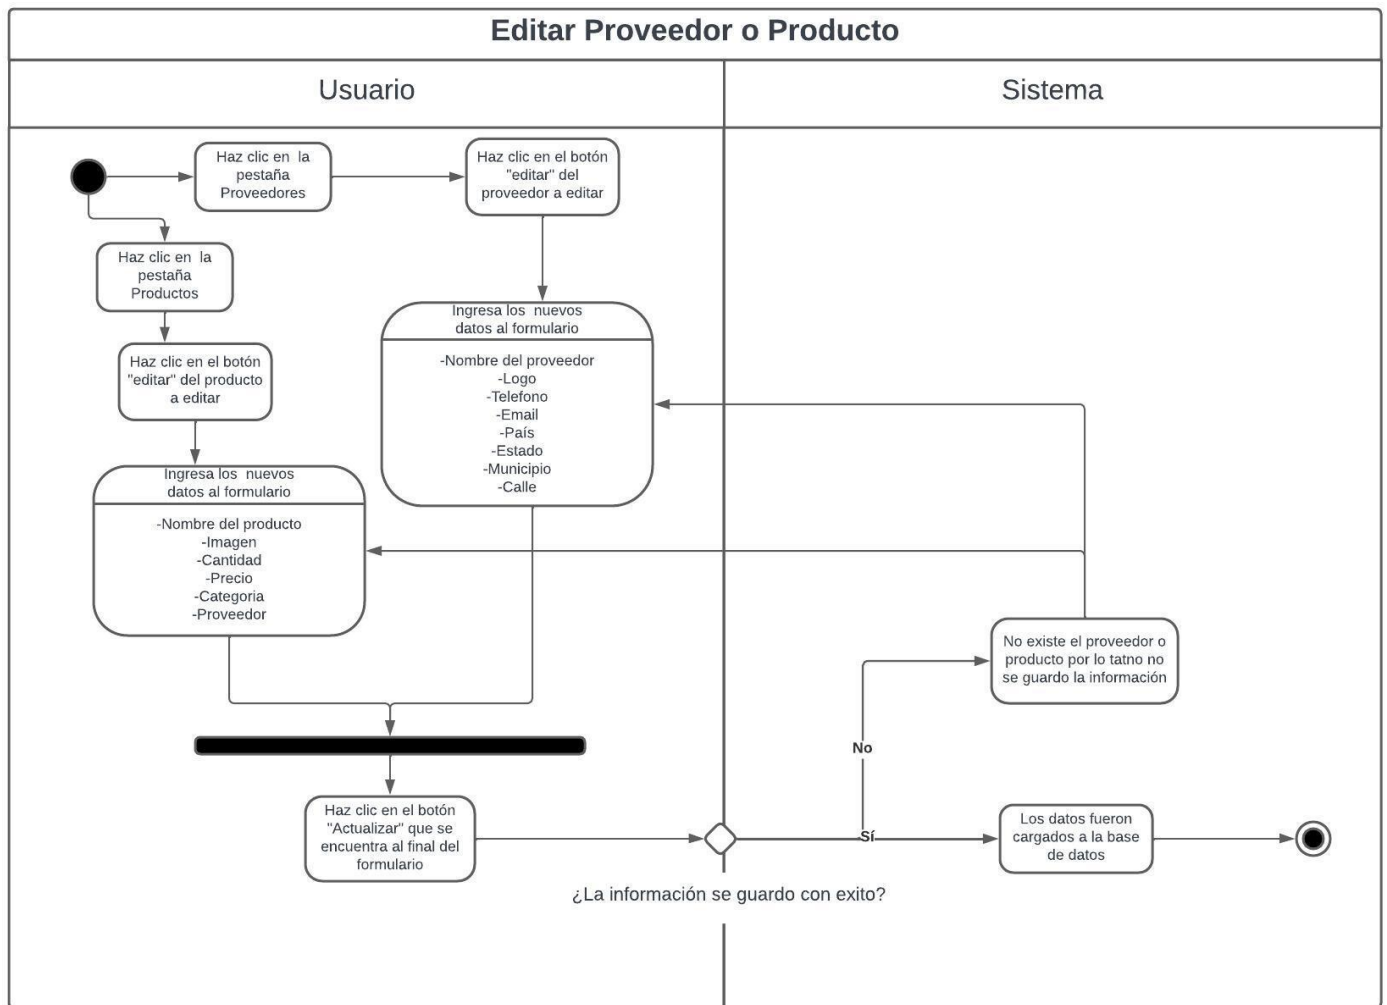 Editar Proveedor o Producto
Usuario
Sistema
Haz clic en  la
pestaña
Proveedores
Haz clic en el botón
"editar" del
proveedor a editar
Haz clic en  la
pestaña
Productos
Haz clic en el botón
"editar" del producto
a editar
Ingresa los  nuevos
datos al formulario
-Nombre del proveedor
-Logo
-Telefono
-Email
-País
-Estado
-Municipio
-Calle
Ingresa los  nuevos
datos al formulario
-Nombre del producto
-Imagen
-Cantidad
-Precio
-Categoria
-Proveedor
No existe el proveedor o
producto por lo tatno no
se guardo la información
No
Haz clic en el botón
"Actualizar" que se
encuentra al final del
formulario
Sí
Los datos fueron
cargados a la base
de datos
¿La información se guardo con exito?